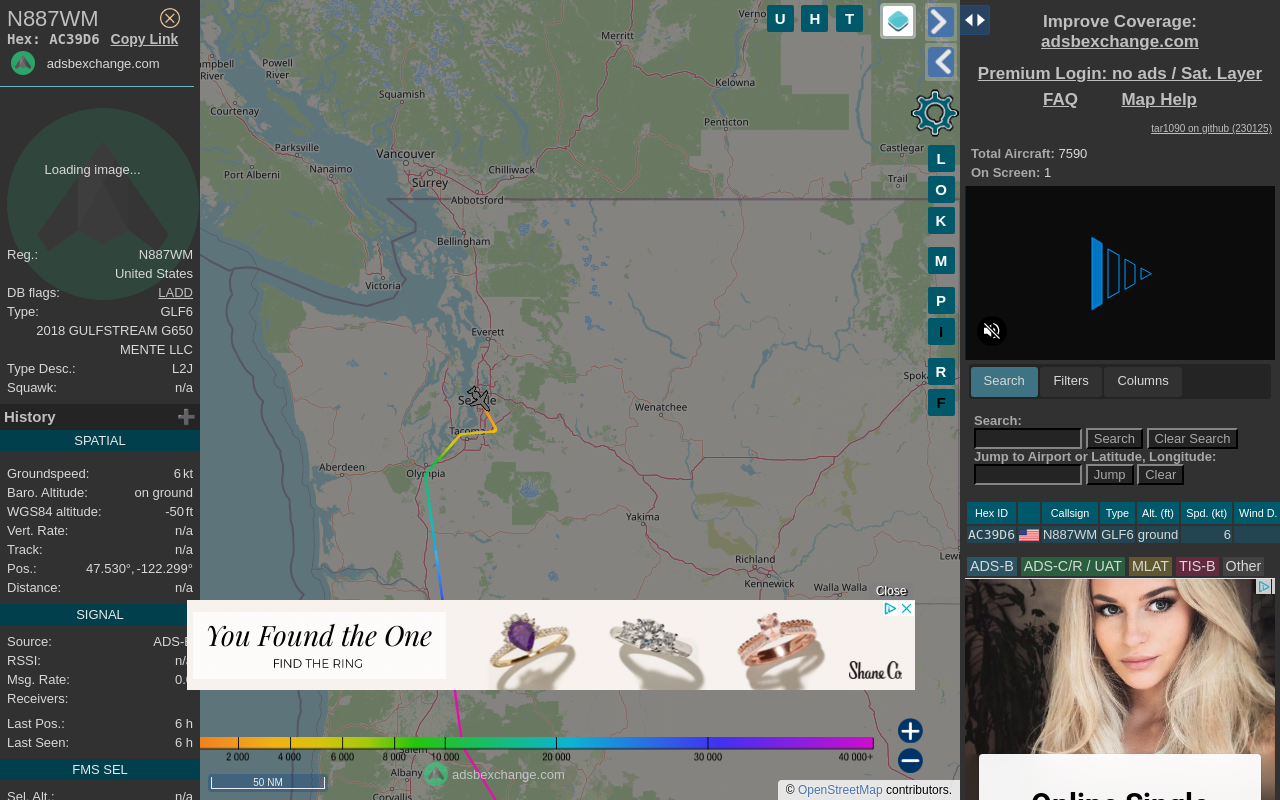 N887WM
Hex: AC39D6 Copy Link
adsbexchange.com
Loading image...
Reg.: N887WM
United States
DB flags: LADD
Type: GLF6
2018 GULFSTREAM G650
MENTE LLC
Type Desc.: L2J
Squawk: n/a
History
SPATIAL
Groundspeed: 6 kt
Baro. Altitude: on ground
WGS84 altitude: -50 ft
Vert. Rate: n/a
Track: n/a
Pos.: 47.530°, -122.299°
Distance: n/a
SIGNAL
Source: ADS-B
RSSI: n/a
Msg. Rate: 0.
Receivers:
Last Pos.: 6 h
Last Seen: 6 h
FMS SEL
Sel. Alt.: n/a
Verno
Merritt
Campbell
River
Powell
River
Kelowna
Squamish
Courtenay
Penticton
Parksville
Vancouver
Castlegar
Nanaimo
Port Alberni
Chilliwack
Surrey
Trail
Abbotsford
Bellingham
Victoria
Everett
Spok
Seattle
Wenatchee
Tacoma
Aberdeen
Olympia
Yakima
Richland
Lewi
Kennewick
Walla Walla
Salem
Albany
Corvallis
U H T
L
O
K
M
P
I
R
F
Close
You Found the One
FIND THE RING
Shane Co.
2 000 4 000 6 000 8 000 10 000 20 000 30 000 40 000+
50 NM
adsbexchange.com
© OpenStreetMap contributors.
Improve Coverage:
adsbexchange.com
Premium Login: no ads / Sat. Layer
FAQ Map Help
tar1090 on github (230125)
Total Aircraft: 7590
On Screen: 1
Search Filters Columns
Search:
Search Clear Search
Jump to Airport or Latitude, Longitude:
Jump Clear
Hex ID Callsign Type Alt. (ft) Spd. (kt) Wind D.
AC39D6 N887WM GLF6 ground 6
ADS-B ADS-C/R / UAT MLAT TIS-B Other
Online Single